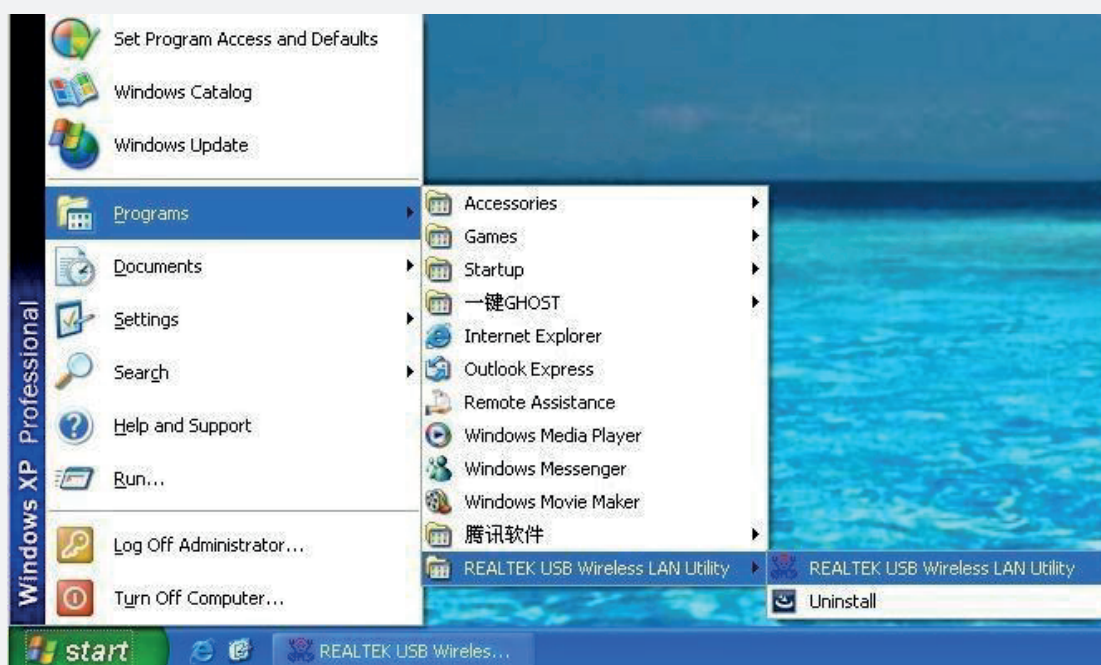 Set Program Access and Defaults
Windows Catalog
Windows Update
Programs
Documents
Settings
Search
Help and Support
Run...
Log Off Administrator...
Turn Off Computer...
Windows XP Professional
Accessories
Games
Startup
一键GHOST
Internet Explorer
Outlook Express
Remote Assistance
Windows Media Player
Windows Messenger
Windows Movie Maker
腾讯软件
REALTEK USB Wireless LAN Utility
REALTEK USB Wireless LAN Utility
Uninstall
start
REALTEK USB Wireles...